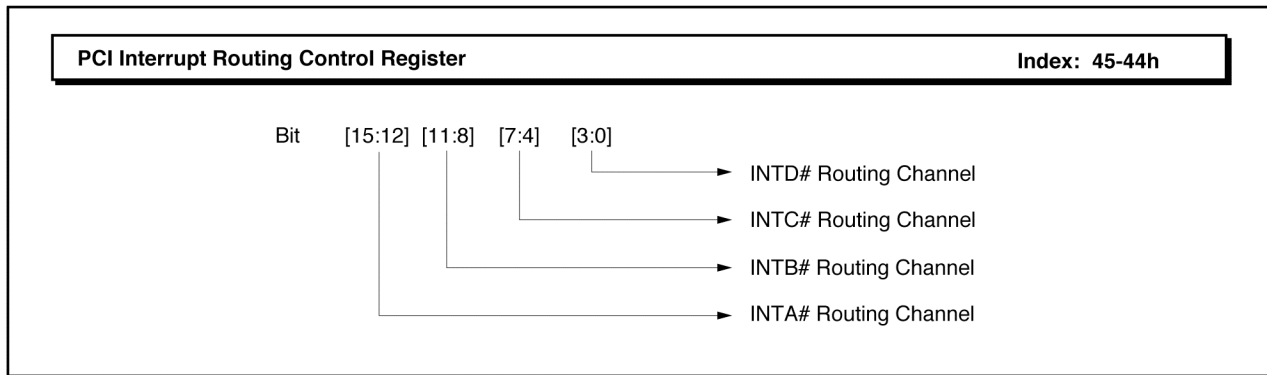 PCI Interrupt Routing Control Register Index: 45-44h
Bit [15:12] [11:8] [7:4] [3:0]
INTD# Routing Channel
INTC# Routing Channel
INTB# Routing Channel
INTA# Routing Channel